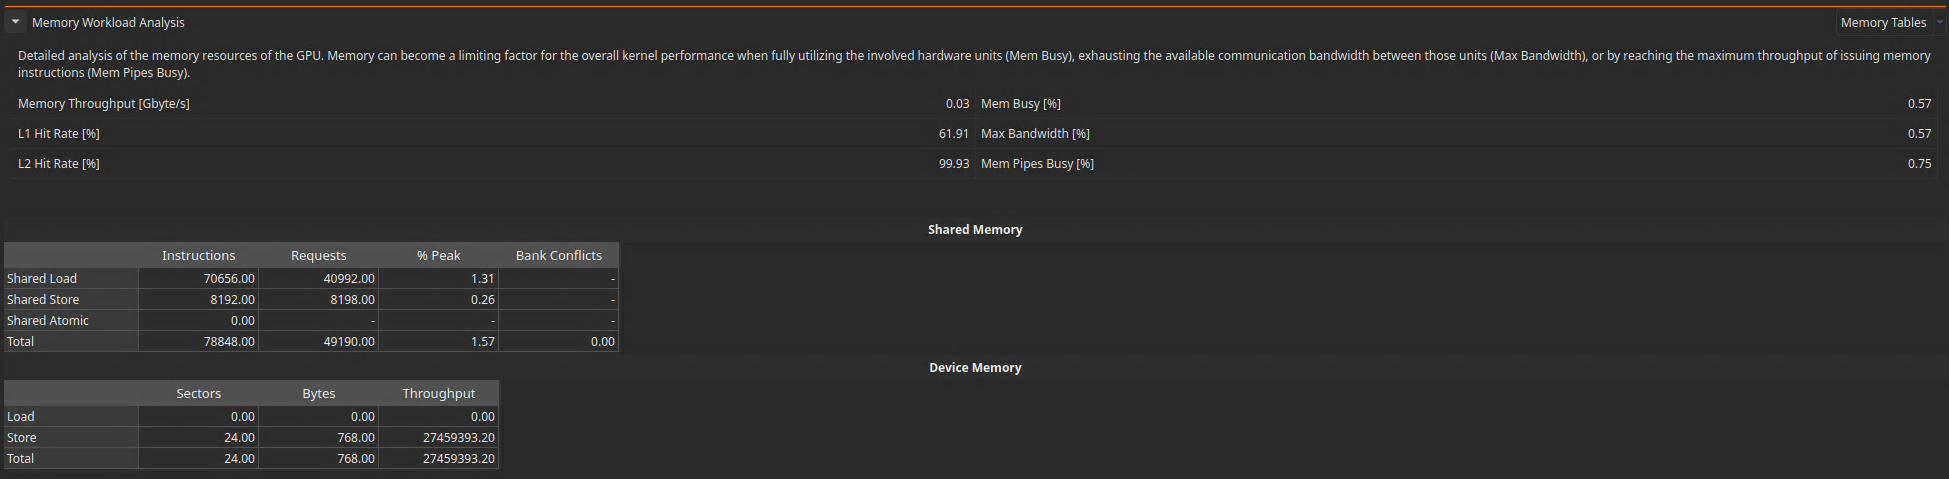 Memory Workload Analysis
Memory Tables
Detailed analysis of the memory resources of the GPU. Memory can become a limiting factor for the overall kernel performance when fully utilizing the involved hardware units (Mem Busy), exhausting the available communication bandwidth between those units (Max Bandwidth), or by reaching the maximum throughput of issuing memory
instructions (Mem Pipes Busy).
Memory Throughput [Gbyte/s] 0.03 Mem Busy [%] 0.57
L1 Hit Rate [%] 61.91 Max Bandwidth [%] 0.57
L2 Hit Rate [%] 99.93 Mem Pipes Busy [%] 0.75
Shared Memory
Instructions Requests % Peak Bank Conflicts
Shared Load 70656.00 40992.00 1.31 -
Shared Store 8192.00 8198.00 0.26 -
Shared Atomic 0.00 - - -
Total 78848.00 49190.00 1.57 0.00
Device Memory
Sectors Bytes Throughput
Load 0.00 0.00 0.00
Store 24.00 768.00 27459393.20
Total 24.00 768.00 27459393.20